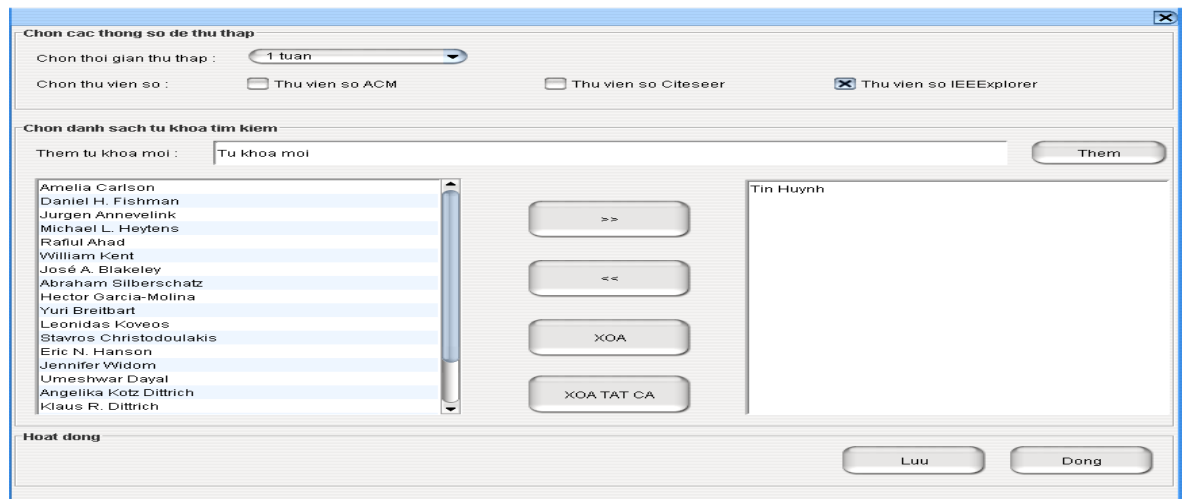 Chon cac thong so de thu thap
Chon thoi gian thu thap : 1 tuan
Chon thu vien so : Thu vien so ACM Thu vien so Citeseer Thu vien so IEEExplorer
Chon danh sach tu khoa tim kiem
Them tu khoa moi : Tu khoa moi Them
Amelia Carlson
Daniel H. Fishman
Jurgen Annevelink
Michael L. Heytens
Rafiul Ahad
William Kent
José A. Blakeley
Abraham Silberschatz
Hector Garcia-Molina
Yuri Breitbart
Leonidas Koveos
Stavros Christodoulakis
Eric N. Hanson
Jennifer Widom
Umeshwar Dayal
Angelika Kotz Dittrich
Klaus R. Dittrich
>>
<<
XOA
XOA TAT CA
Tin Huynh
Hoat dong
Luu Dong